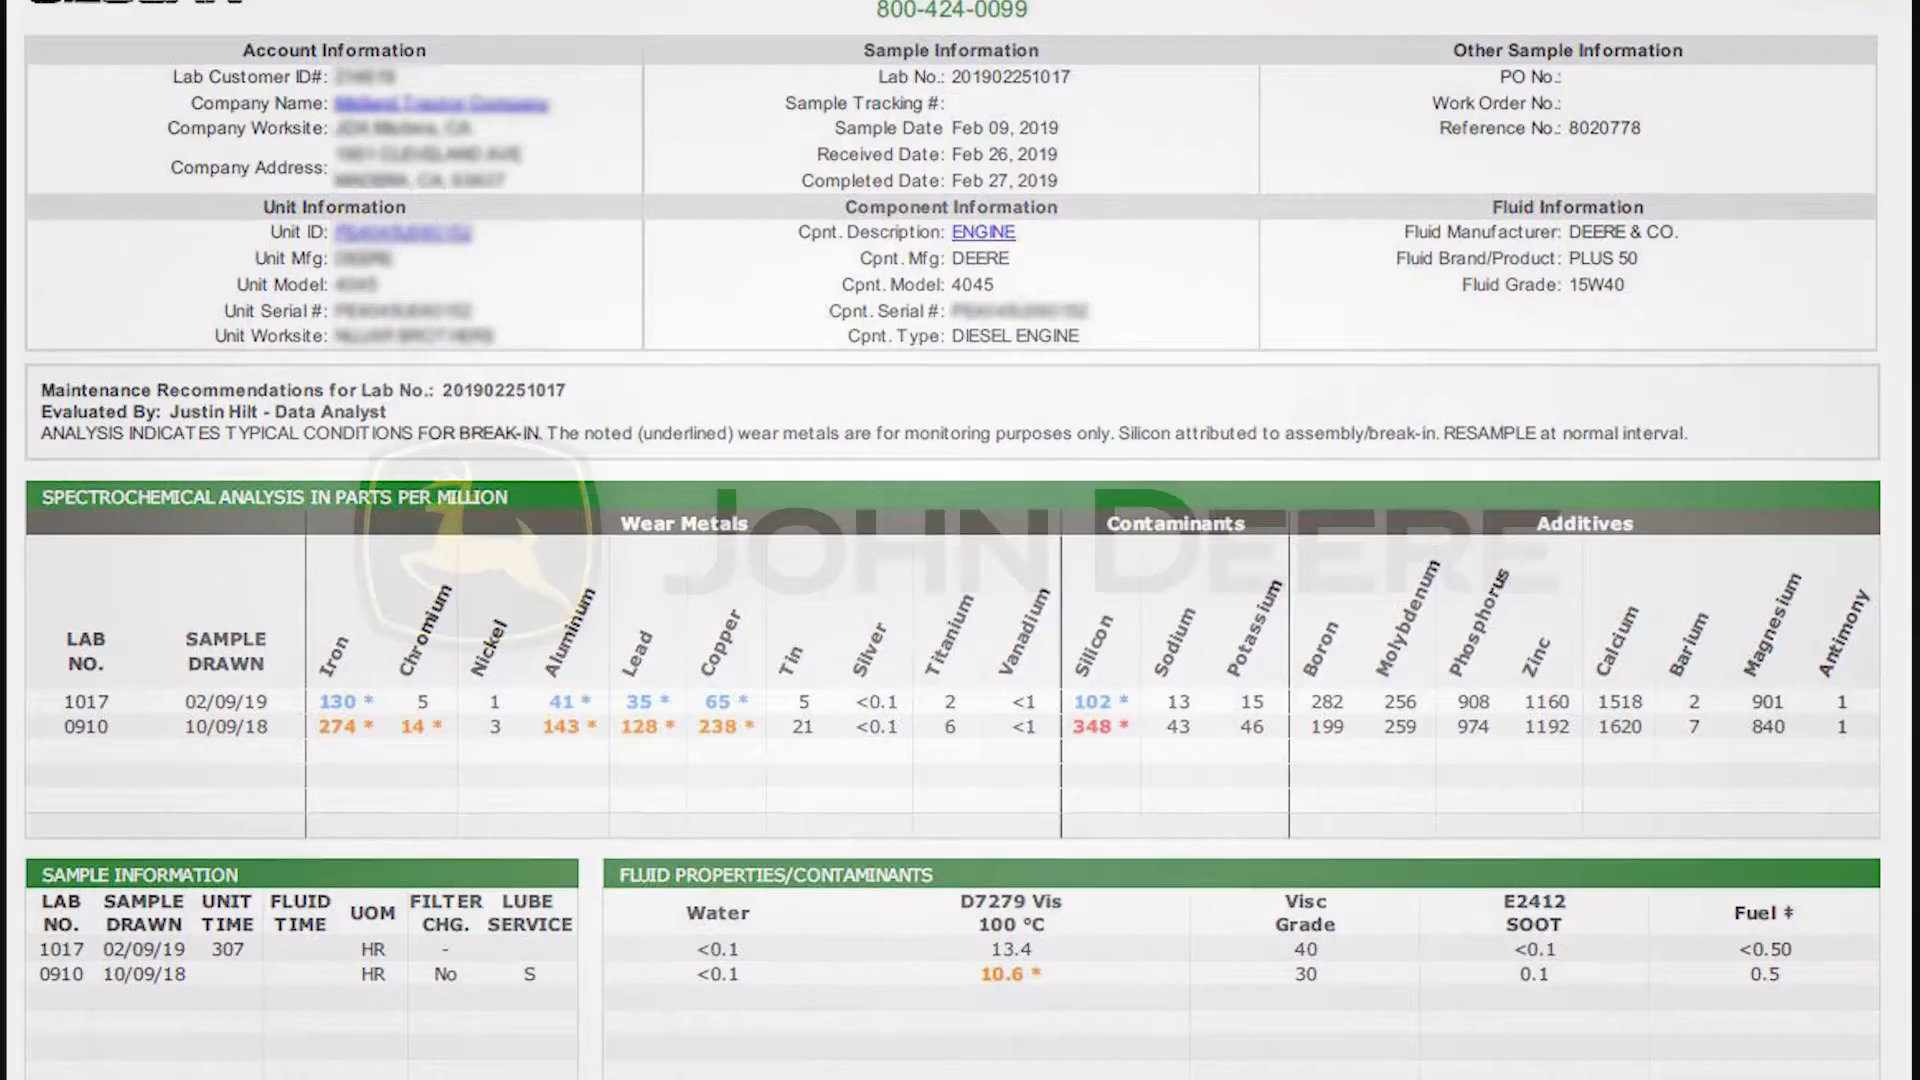 800-424-0099
Account Information
Lab Customer ID#:
Company Name:
Company Worksite:
Company Address:
Sample Information
Lab No.: 201902251017
Sample Tracking #:
Sample Date Feb 09, 2019
Received Date: Feb 26, 2019
Completed Date: Feb 27, 2019
Other Sample Information
PO No.:
Work Order No.:
Reference No.: 8020778
Unit Information
Unit ID:
Unit Mfg:
Unit Model: 4045
Unit Serial #:
Unit Worksite:
Component Information
Cpnt. Description: ENGINE
Cpnt. Mfg: DEERE
Cpnt. Model: 4045
Cpnt. Serial #:
Cpnt. Type: DIESEL ENGINE
Fluid Information
Fluid Manufacturer: DEERE & CO.
Fluid Brand/Product: PLUS 50
Fluid Grade: 15W40
Maintenance Recommendations for Lab No.: 201902251017
Evaluated By: Justin Hilt - Data Analyst
ANALYSIS INDICATES TYPICAL CONDITIONS FOR BREAK-IN. The noted (underlined) wear metals are for monitoring purposes only. Silicon attributed to assembly/break-in. RESAMPLE at normal interval.
SPECTROCHEMICAL ANALYSIS IN PARTS PER MILLION
JOHN DEERE
Wear Metals Contaminants Additives
LAB NO. SAMPLE DRAWN Iron Chromium Nickel Aluminum Lead Copper Tin Silver Titanium Vanadium Silicon Sodium Potassium Boron Molybdenum Phosphorus Zinc Calcium Barium Magnesium Antimony
1017 02/09/19 130 * 5 1 41 * 35 * 65 * 5 <0.1 2 <1 102 * 13 15 282 256 908 1160 1518 2 901 1
0910 10/09/18 274 * 14 * 3 143 * 128 * 238 * 21 <0.1 6 <1 348 * 43 46 199 259 974 1192 1620 7 840 1
SAMPLE INFORMATION
LAB SAMPLE UNIT FLUID UOM FILTER LUBE
NO. DRAWN TIME TIME CHG. SERVICE
1017 02/09/19 307 HR -
0910 10/09/18 HR No S
FLUID PROPERTIES/CONTAMINANTS
Water D7279 Vis Visc E2412 Fuel ‡
100 °C Grade SOOT
<0.1 13.4 40 <0.1 <0.50
<0.1 10.6 * 30 0.1 0.5